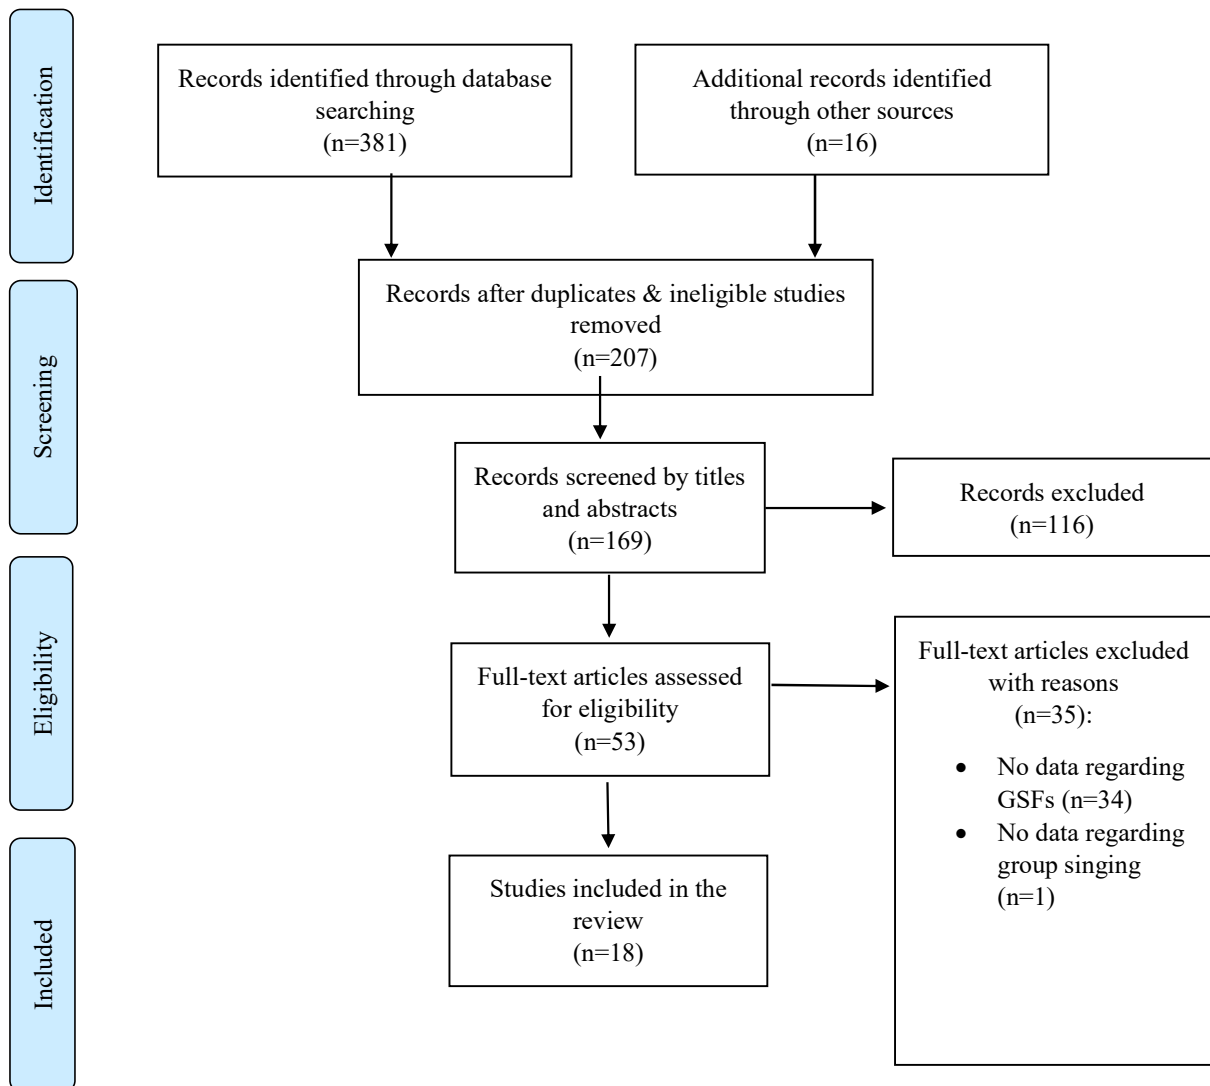 Identification
Records identified through database
searching
(n=381)
Additional records identified
through other sources
(n=16)
Screening
Records after duplicates & ineligible studies
removed
(n=207)
Records screened by titles
and abstracts
(n=169)
Records excluded
(n=116)
Eligibility
Full-text articles assessed
for eligibility
(n=53)
Full-text articles excluded
with reasons
(n=35):
• No data regarding
GSFs (n=34)
• No data regarding
group singing
(n=1)
Included
Studies included in the
review
(n=18)